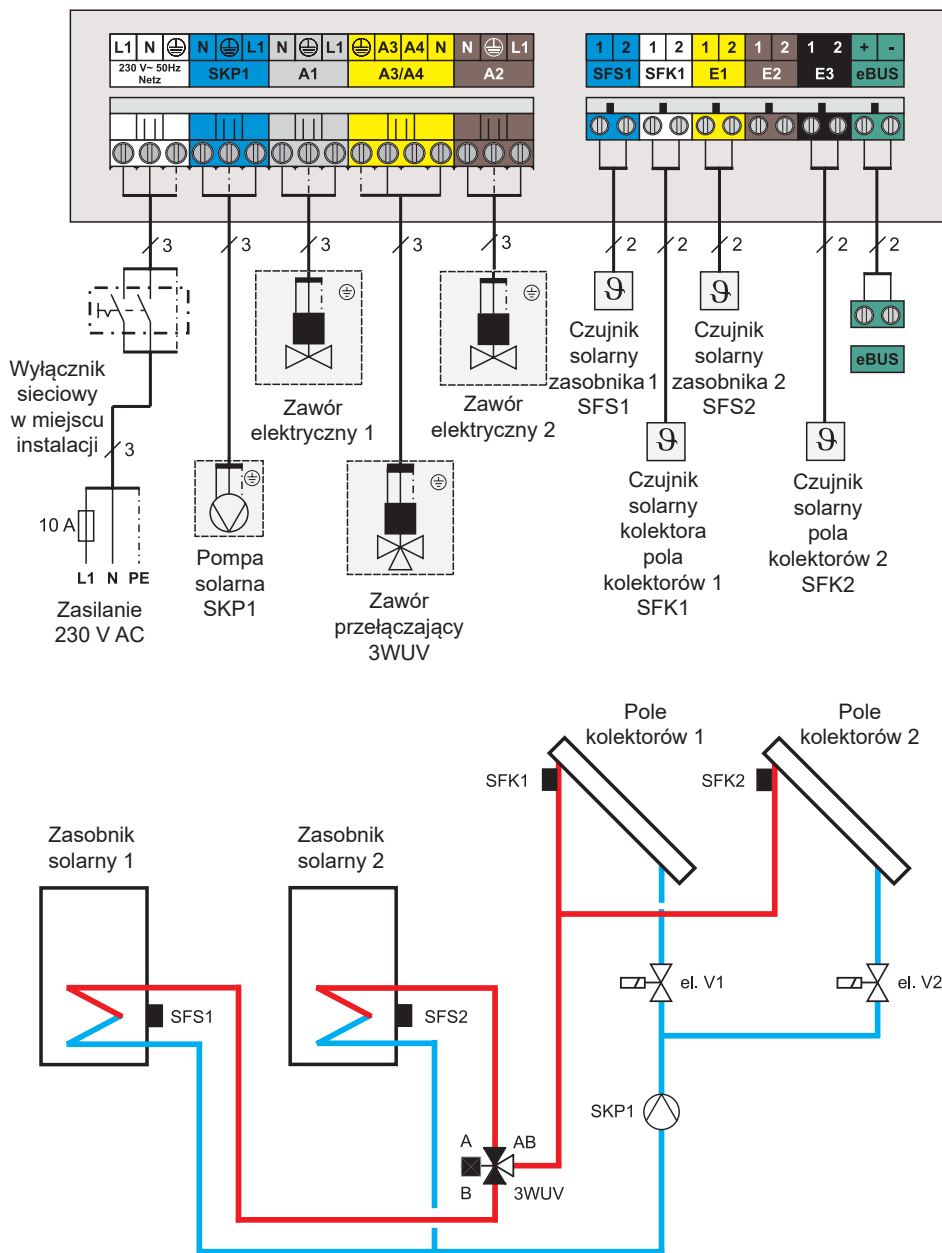 L1 N N L1 N L1 A3 A4 N N L1
230 V~ 50Hz
Netz
SKP1
A1
A3/A4
A2
1 2 1 2 1 2 1 2 1 2 + -
SFS1 SFK1 E1 E2 E3 eBUS
3 3 3 3 3 2 2 2 2
Wyłącznik
sieciowy
w miejscu
instalacji
3
10 A
L1 N PE
Zasilanie
230 V AC
Pompa
solarna
SKP1
Zawór
elektryczny 1
Zawór
przełączający
3WUV
Zawór
elektryczny 2
ϑ
Czujnik
solarny
zasobnika 1
SFS1
ϑ
Czujnik
solarny
zasobnika 2
SFS2
eBUS
ϑ
Czujnik
solarny
kolektora
pola
kolektorów 1
SFK1
ϑ
Czujnik
solarny
pola
kolektorów 2
SFK2
Pole
kolektorów 1
Pole
kolektorów 2
SFK1
SFK2
Zasobnik
solarny 1
Zasobnik
solarny 2
el. V1
el. V2
SFS1
SFS2
SKP1
A AB
B 3WUV